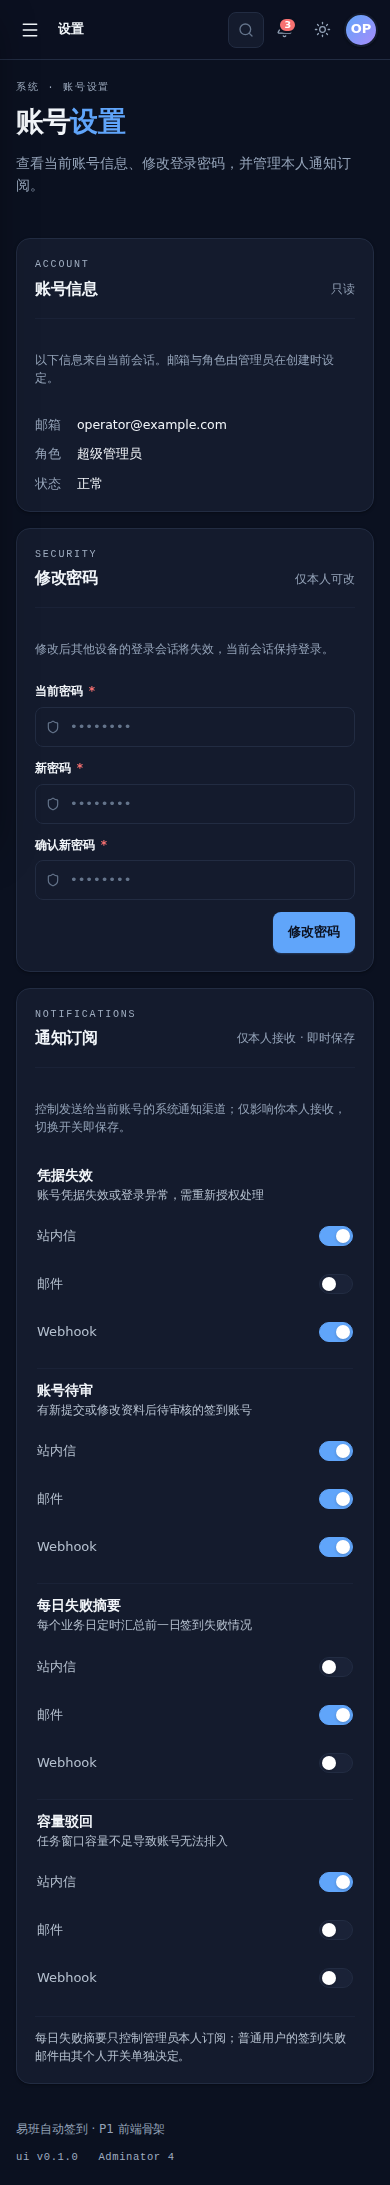 设置
3
OP
系统 · 账号设置
账号设置
查看当前账号信息、修改登录密码，并管理本人通知订
阅。
ACCOUNT
账号信息
只读
以下信息来自当前会话。邮箱与角色由管理员在创建时设
定。
邮箱 operator@example.com
角色 超级管理员
状态 正常
SECURITY
修改密码
仅本人可改
修改后其他设备的登录会话将失效，当前会话保持登录。
当前密码 *
••••••••
新密码 *
••••••••
确认新密码 *
••••••••
修改密码
NOTIFICATIONS
通知订阅
仅本人接收 · 即时保存
控制发送给当前账号的系统通知渠道；仅影响你本人接收，
切换开关即保存。
凭据失效
账号凭据失效或登录异常，需重新授权处理
站内信
邮件
Webhook
账号待审
有新提交或修改资料后待审核的签到账号
站内信
邮件
Webhook
每日失败摘要
每个业务日定时汇总前一日签到失败情况
站内信
邮件
Webhook
容量驳回
任务窗口容量不足导致账号无法排入
站内信
邮件
Webhook
每日失败摘要只控制管理员本人订阅；普通用户的签到失败
邮件由其个人开关单独决定。
易班自动签到 · P1 前端骨架
ui v0.1.0 Adminator 4